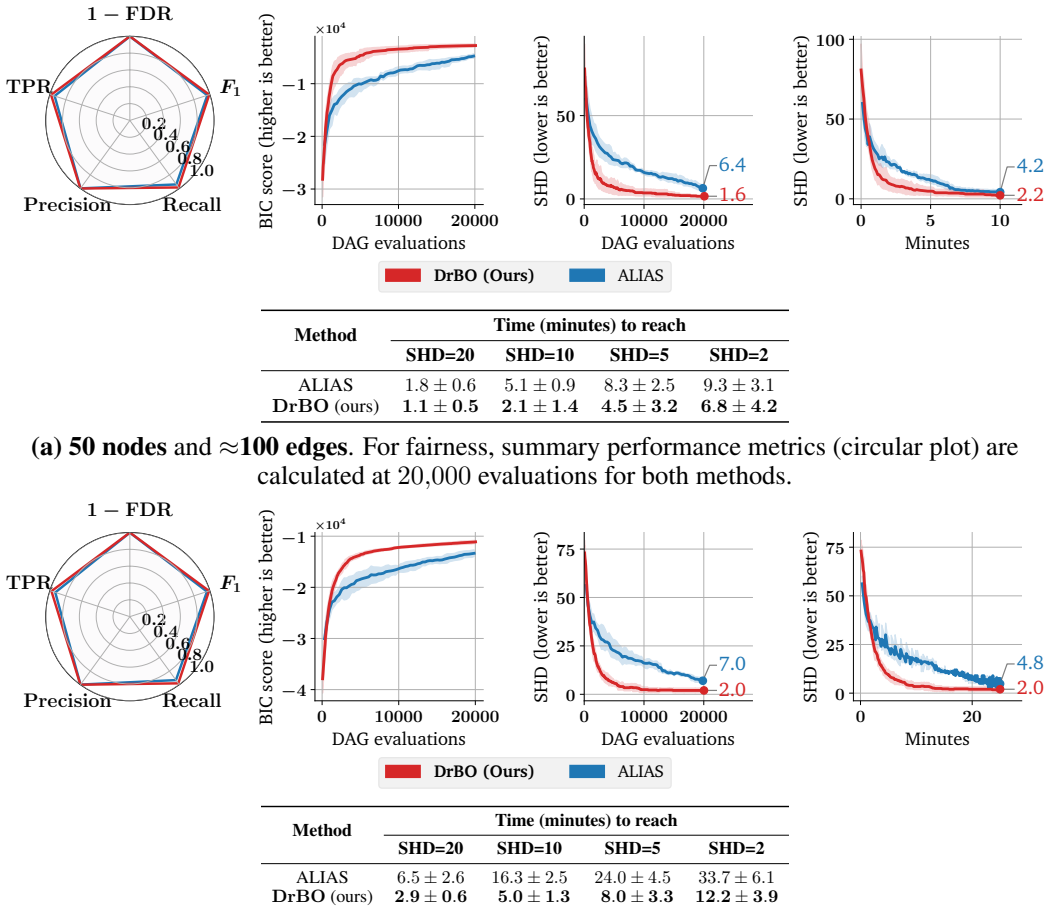 1 − FDR
TPR
F1
Precision
Recall
0.2
0.4
0.6
0.8
1.0
×10⁴
BIC score (higher is better)
−1
−2
−3
0 10000 20000
DAG evaluations
SHD (lower is better)
50
0
6.4
1.6
0 10000 20000
DAG evaluations
SHD (lower is better)
100
50
0
4.2
2.2
0 5 10
Minutes
DrBO (Ours) ALIAS
Method Time (minutes) to reach
SHD=20 SHD=10 SHD=5 SHD=2
ALIAS 1.8 ± 0.6 5.1 ± 0.9 8.3 ± 2.5 9.3 ± 3.1
DrBO (ours) 1.1 ± 0.5 2.1 ± 1.4 4.5 ± 3.2 6.8 ± 4.2
(a) 50 nodes and ≈100 edges. For fairness, summary performance metrics (circular plot) are
calculated at 20,000 evaluations for both methods.
1 − FDR
TPR
F1
Precision
Recall
0.2
0.4
0.6
0.8
1.0
×10⁴
BIC score (higher is better)
−1
−2
−3
−4
0 10000 20000
DAG evaluations
SHD (lower is better)
75
50
25
0
7.0
2.0
0 10000 20000
DAG evaluations
SHD (lower is better)
75
50
25
0
4.8
2.0
0 20
Minutes
DrBO (Ours) ALIAS
Method Time (minutes) to reach
SHD=20 SHD=10 SHD=5 SHD=2
ALIAS 6.5 ± 2.6 16.3 ± 2.5 24.0 ± 4.5 33.7 ± 6.1
DrBO (ours) 2.9 ± 0.6 5.0 ± 1.3 8.0 ± 3.3 12.2 ± 3.9